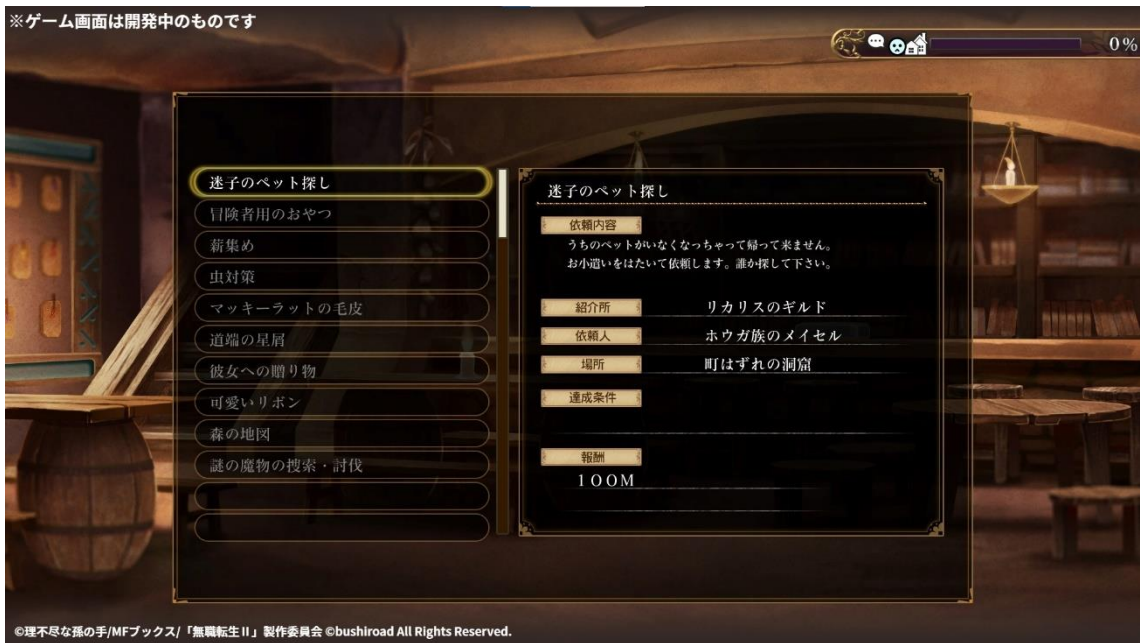 ※ゲーム画面は開発中のものです
0%
迷子のペット探し
冒険者用のおやつ
薪集め
虫対策
マッキーラットの毛皮
道端の星屑
彼女への贈り物
可愛いリボン
森の地図
謎の魔物の捜索・討伐
迷子のペット探し
依頼内容
うちのペットがいなくなっちゃって帰って来ません。
お小遣いをはたいて依頼します。誰か探して下さい。
紹介所 リカリスのギルド
依頼人 ホウガ族のメイセル
場所 町はずれの洞窟
達成条件
報酬
100M
©理不尽な孫の手/MFブックス/「無職転生Ⅱ」製作委員会 ©bushiroad All Rights Reserved.